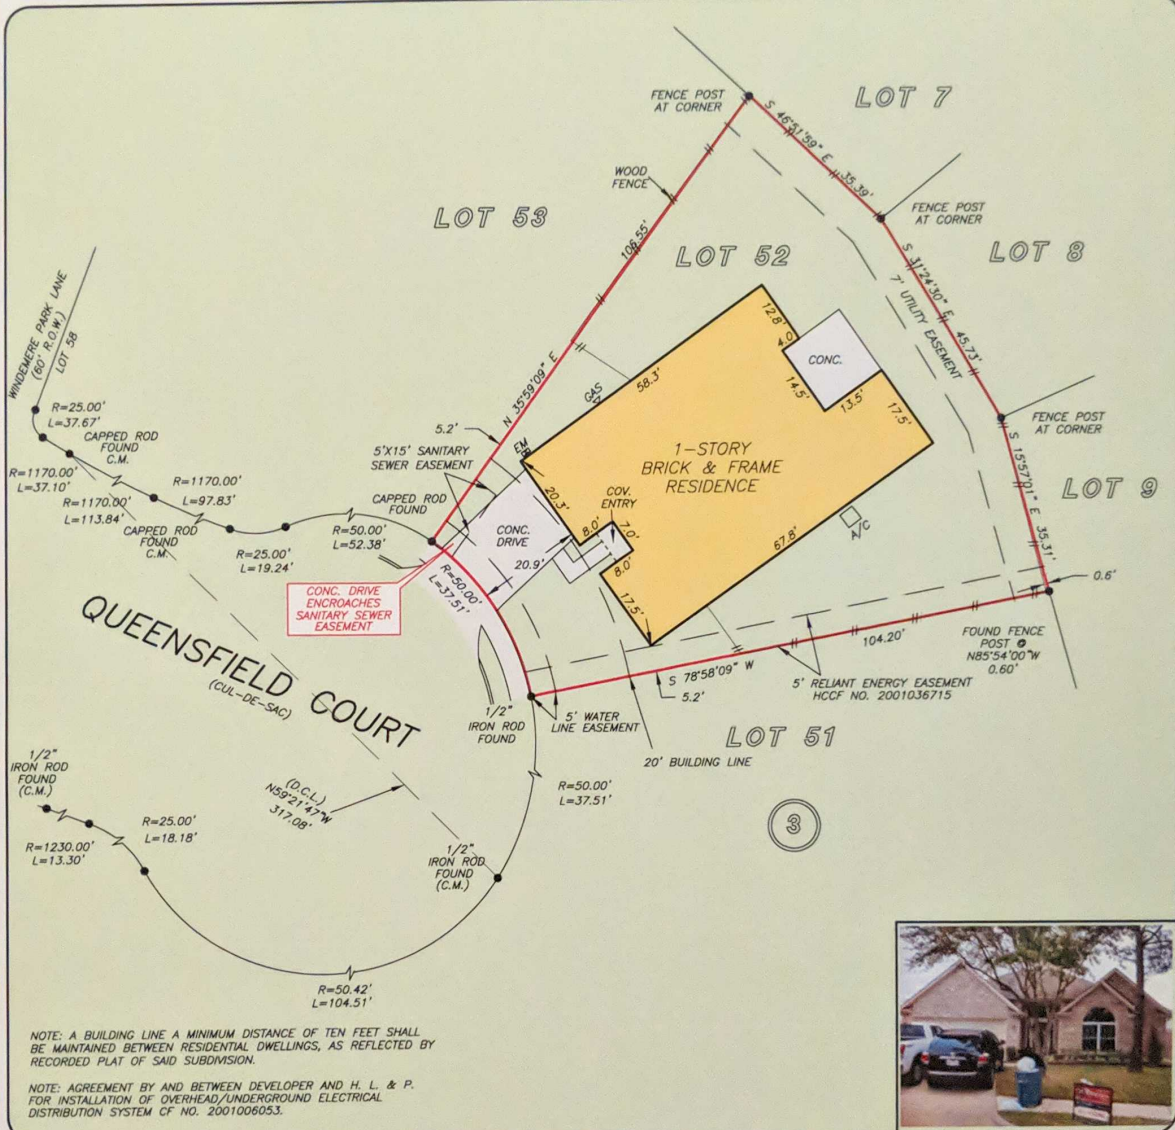 FENCE POST
AT CORNER
LOT 7
S 46°51'59" E
35.39'
WOOD
FENCE
FENCE POST
AT CORNER
LOT 53
106.55'
LOT 52
LOT 8
S 31°24'30" E
45.73'
7' UTILITY EASEMENT
WINDEMERE PARK LANE
(60' R.O.W.)
LOT 58
12.8'
4.0
CONC.
N 35°59'09" E
58.3'
GAS
14.5'
13.5'
17.5'
R=25.00'
L=37.67'
CAPPED ROD
FOUND
C.M.
FENCE POST
AT CORNER
5.2'
5'X15' SANITARY
SEWER EASEMENT
EM
1-STORY
BRICK & FRAME
RESIDENCE
S 15°57'01" E
35.31'
LOT 9
R=1170.00'
L=37.10'
R=1170.00'
L=97.83'
R=1170.00'
L=113.84'
CAPPED ROD
FOUND
C.M.
CAPPED ROD
FOUND
20.3'
COV.
ENTRY
R=50.00'
L=52.38'
CONC.
DRIVE
8.0'
7.0'
67.8'
A/C
R=25.00'
L=19.24'
20.9'
8.0'
0.6'
R=50.00'
L=37.51'
CONC. DRIVE
ENCROACHES
SANITARY SEWER
EASEMENT
17.5'
104.20'
FOUND FENCE
POST @
N85°54'00"W
0.60'
QUEENSFIELD COURT
(CUL-DE-SAC)
S 78°58'09" W
5.2'
5' RELIANT ENERGY EASEMENT
HCCF NO. 2001036715
1/2"
IRON ROD
FOUND
5' WATER
LINE EASEMENT
LOT 51
20' BUILDING LINE
1/2"
IRON ROD
FOUND
(C.M.)
(D.C.L.)
N59°21'47"W
317.08'
R=50.00'
L=37.51'
3
R=25.00'
L=18.18'
R=1230.00'
L=13.30'
1/2"
IRON ROD
FOUND
(C.M.)
R=50.42'
L=104.51'
NOTE: A BUILDING LINE A MINIMUM DISTANCE OF TEN FEET SHALL
BE MAINTAINED BETWEEN RESIDENTIAL DWELLINGS, AS REFLECTED BY
RECORDED PLAT OF SAID SUBDIVISION.
NOTE: AGREEMENT BY AND BETWEEN DEVELOPER AND H. L. & P.
FOR INSTALLATION OF OVERHEAD/UNDERGROUND ELECTRICAL
DISTRIBUTION SYSTEM CF NO. 2001006053.